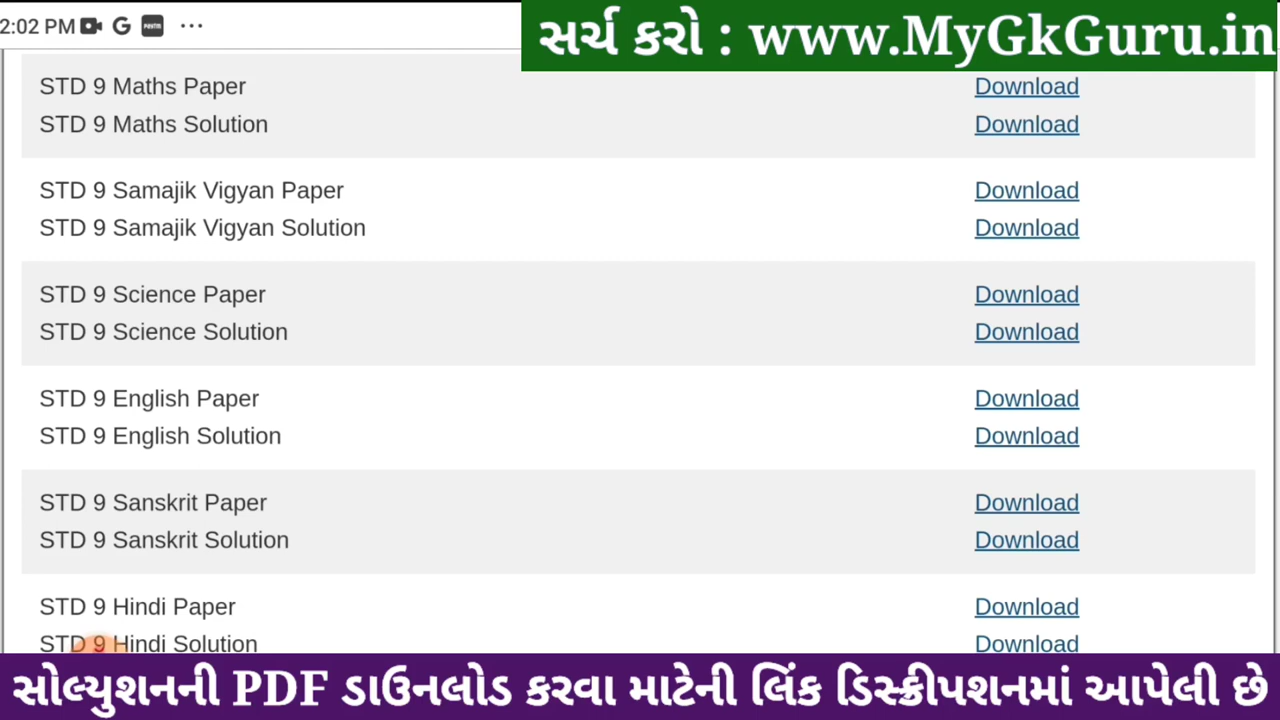 2:02 PM G Paytm ...
સર્ચ કરો : www.MyGkGuru.in
STD 9 Maths Paper Download
STD 9 Maths Solution Download
STD 9 Samajik Vigyan Paper Download
STD 9 Samajik Vigyan Solution Download
STD 9 Science Paper Download
STD 9 Science Solution Download
STD 9 English Paper Download
STD 9 English Solution Download
STD 9 Sanskrit Paper Download
STD 9 Sanskrit Solution Download
STD 9 Hindi Paper Download
STD 9 Hindi Solution Download
સોલ્યુશનની PDF ડાઉનલોડ કરવા માટેની લિંક ડિસ્ક્રીપશનમાં આપેલી છે